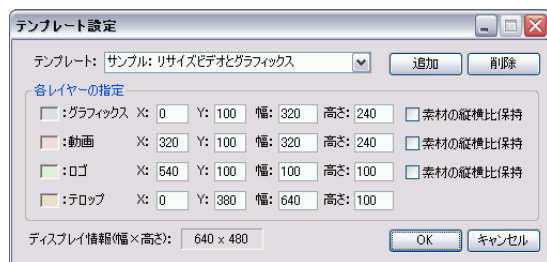 テンプレート設定
テンプレート: サンプル: リサイズビデオとグラフィックス 追加 削除
各レイヤーの指定
:グラフィックス X: 0 Y: 100 幅: 320 高さ: 240 素材の縦横比保持
:動画 X: 320 Y: 100 幅: 320 高さ: 240 素材の縦横比保持
:ロゴ X: 540 Y: 100 幅: 100 高さ: 100 素材の縦横比保持
:テロップ X: 0 Y: 380 幅: 640 高さ: 100
ディスプレイ情報(幅×高さ): 640 x 480 OK キャンセル